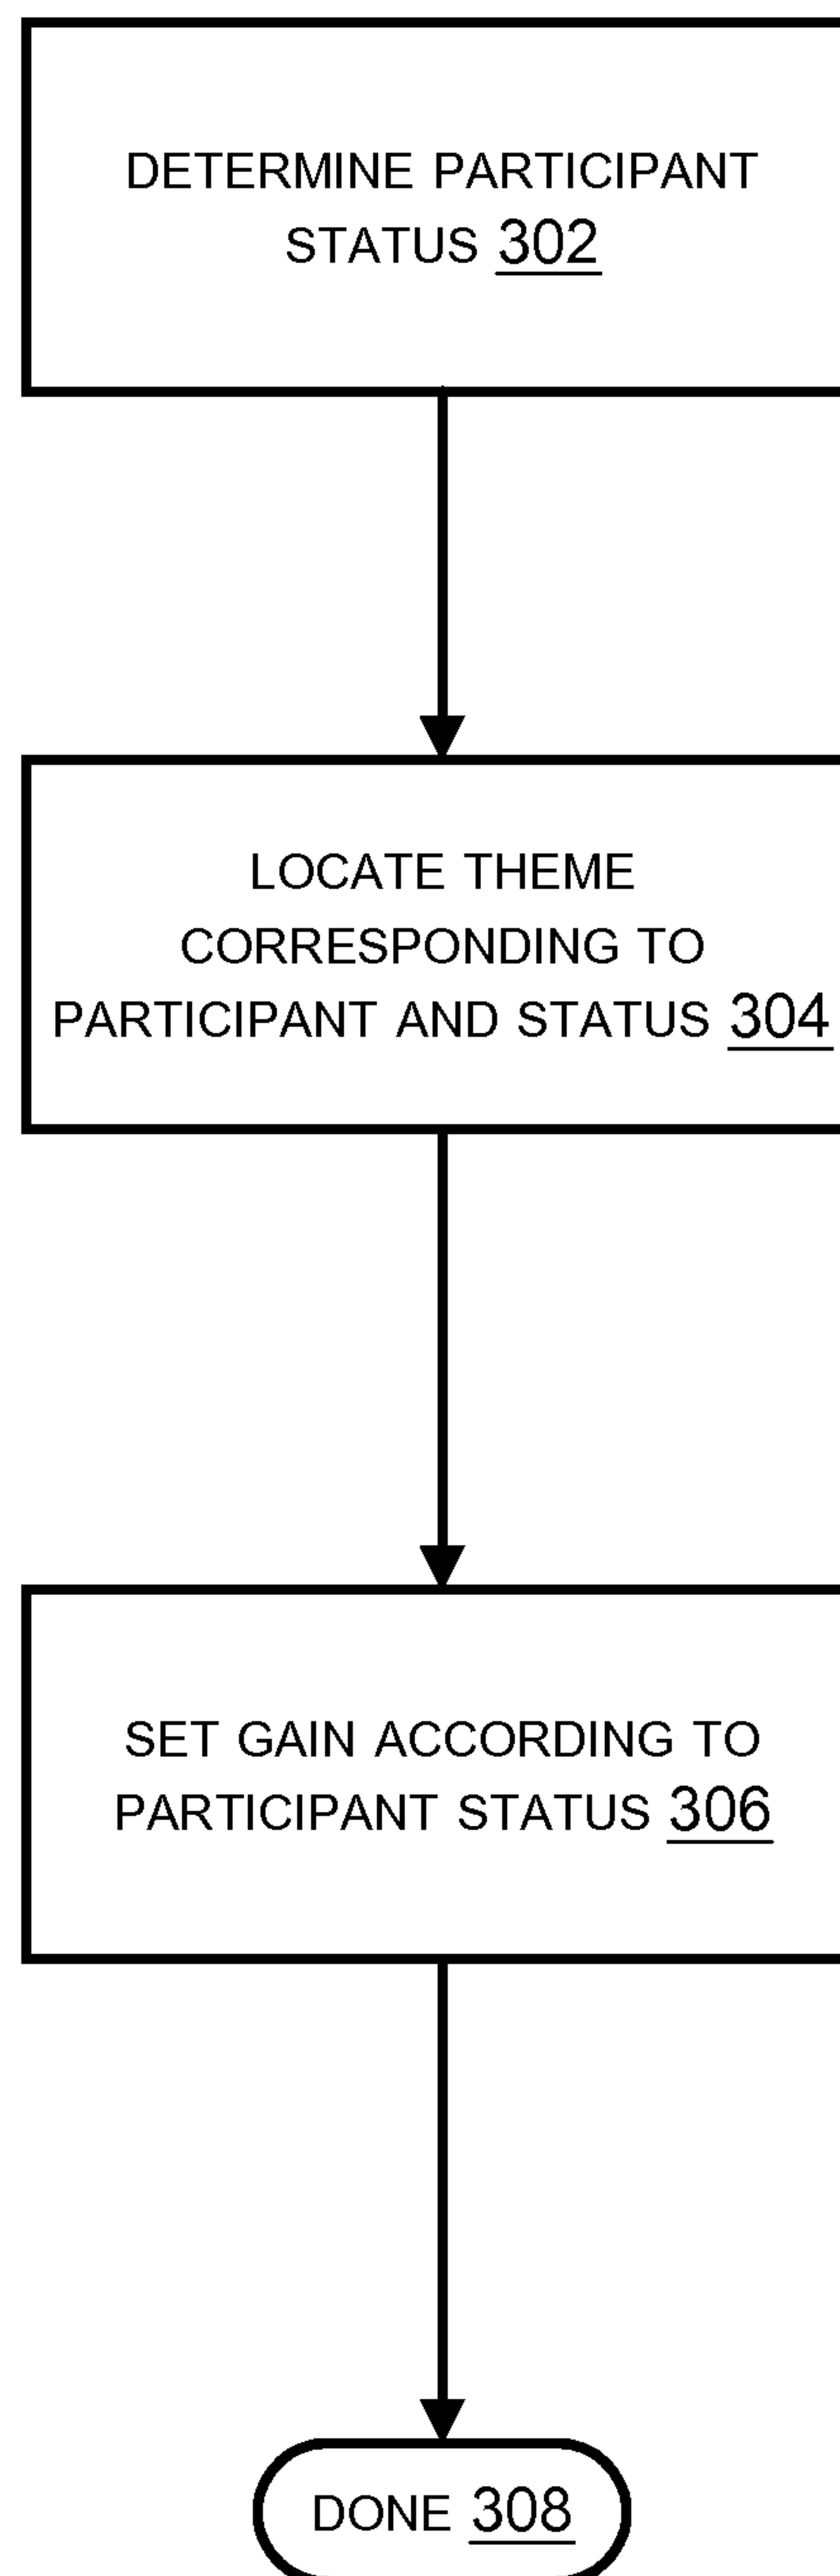 DETERMINE PARTICIPANT
STATUS 302
LOCATE THEME
CORRESPONDING TO
PARTICIPANT AND STATUS 304
SET GAIN ACCORDING TO
PARTICIPANT STATUS 306
DONE 308